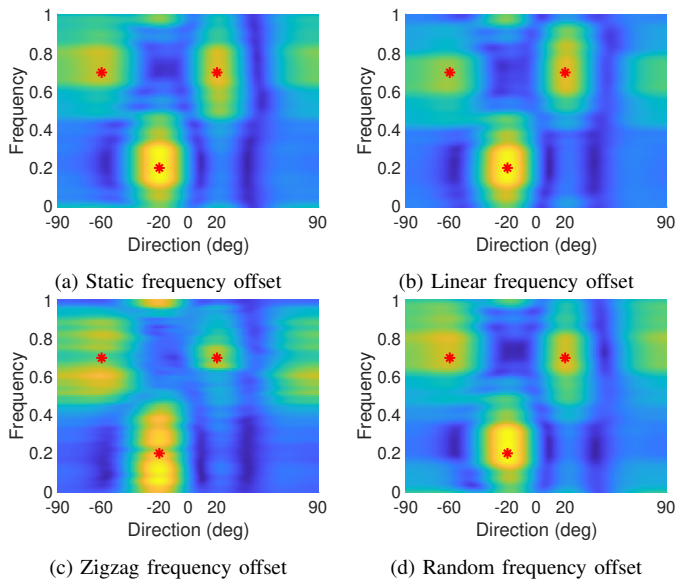 1
0.8
0.6
0.4
0.2
0
Frequency
-90 -60 -20 0 20 90
Direction (deg)
(a) Static frequency offset
1
0.8
0.6
0.4
0.2
0
Frequency
-90 -60 -20 0 20 90
Direction (deg)
(b) Linear frequency offset
1
0.8
0.6
0.4
0.2
0
Frequency
-90 -60 -20 0 20 90
Direction (deg)
(c) Zigzag frequency offset
1
0.8
0.6
0.4
0.2
0
Frequency
-90 -60 -20 0 20 90
Direction (deg)
(d) Random frequency offset